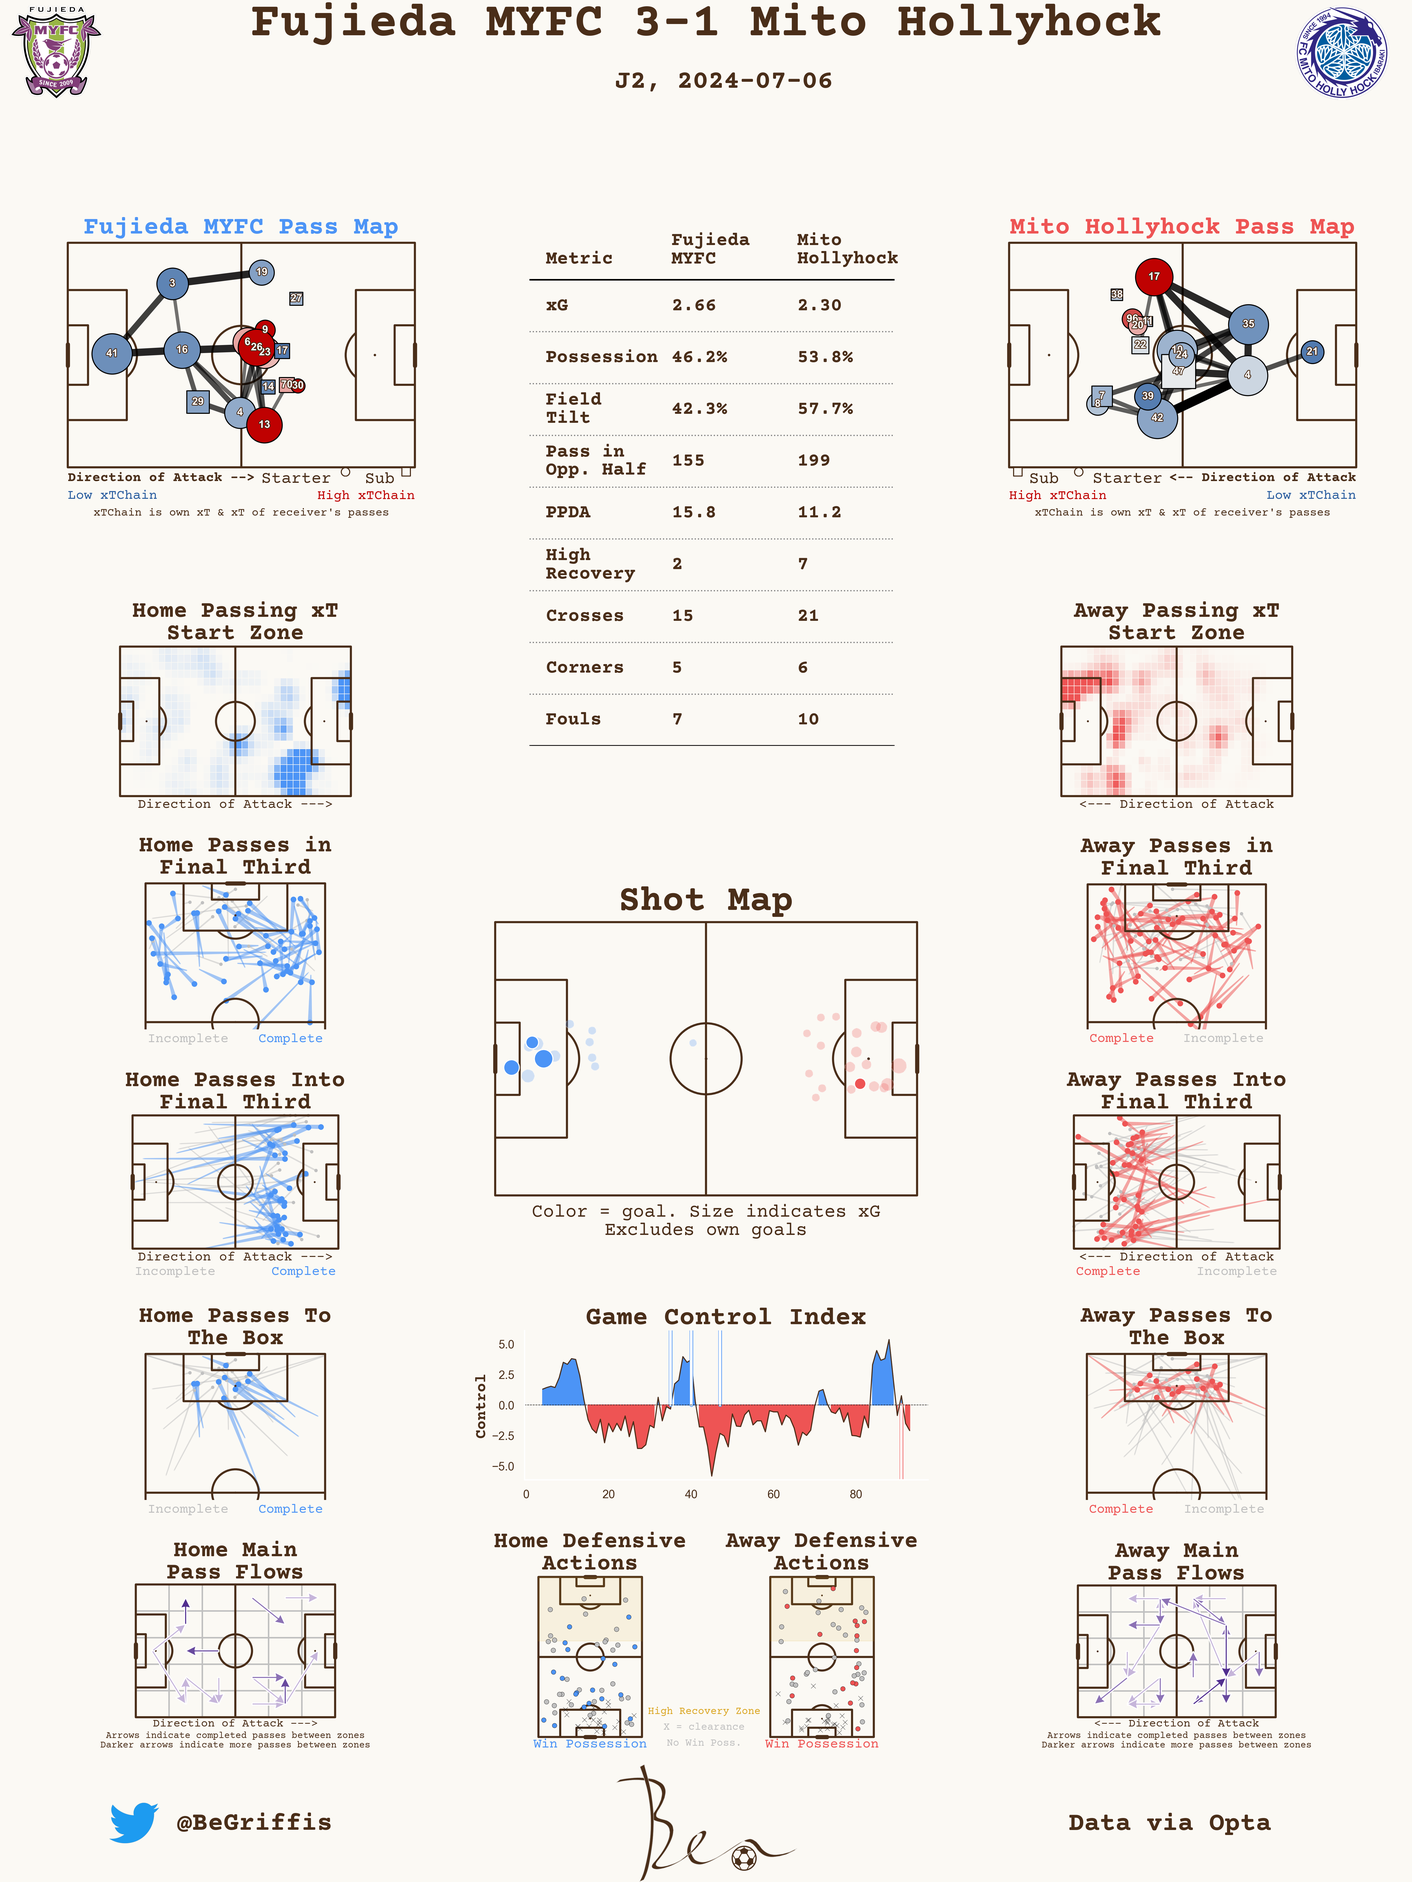 Fujieda MYFC 3-1 Mito Hollyhock
J2, 2024-07-06
FUJIEDA
MYFC
SINCE 2009
SINCE 1994
FC MITO HOLLY HOCK
IBARAKI
Fujieda MYFC Pass Map
3
19
27
41
16
9
6
26
23
17
29
14
70
30
4
13
Direction of Attack --> Starter Sub
Low xTChain High xTChain
xTChain is own xT & xT of receiver's passes
Metric Fujieda MYFC Mito Hollyhock
xG 2.66 2.30
Possession 46.2% 53.8%
Field Tilt 42.3% 57.7%
Pass in Opp. Half 155 199
PPDA 15.8 11.2
High Recovery 2 7
Crosses 15 21
Corners 5 6
Fouls 7 10
Mito Hollyhock Pass Map
17
38
96
11
20
22
35
10
24
21
47
4
7
8
39
42
Sub Starter <-- Direction of Attack
High xTChain Low xTChain
xTChain is own xT & xT of receiver's passes
Home Passing xT
Start Zone
Direction of Attack --->
Away Passing xT
Start Zone
<--- Direction of Attack
Home Passes in
Final Third
Incomplete Complete
Away Passes in
Final Third
Complete Incomplete
Shot Map
Color = goal. Size indicates xG
Excludes own goals
Home Passes Into
Final Third
Direction of Attack --->
Incomplete Complete
Away Passes Into
Final Third
<--- Direction of Attack
Complete Incomplete
Home Passes To
The Box
Incomplete Complete
Game Control Index
Control
5.0
2.5
0.0
−2.5
−5.0
0 20 40 60 80
Away Passes To
The Box
Complete Incomplete
Home Main
Pass Flows
Direction of Attack --->
Arrows indicate completed passes between zones
Darker arrows indicate more passes between zones
Home Defensive
Actions
Win Possession
High Recovery Zone
X = clearance
No Win Poss.
Away Defensive
Actions
Win Possession
Away Main
Pass Flows
<--- Direction of Attack
Arrows indicate completed passes between zones
Darker arrows indicate more passes between zones
@BeGriffis
Ben
Data via Opta